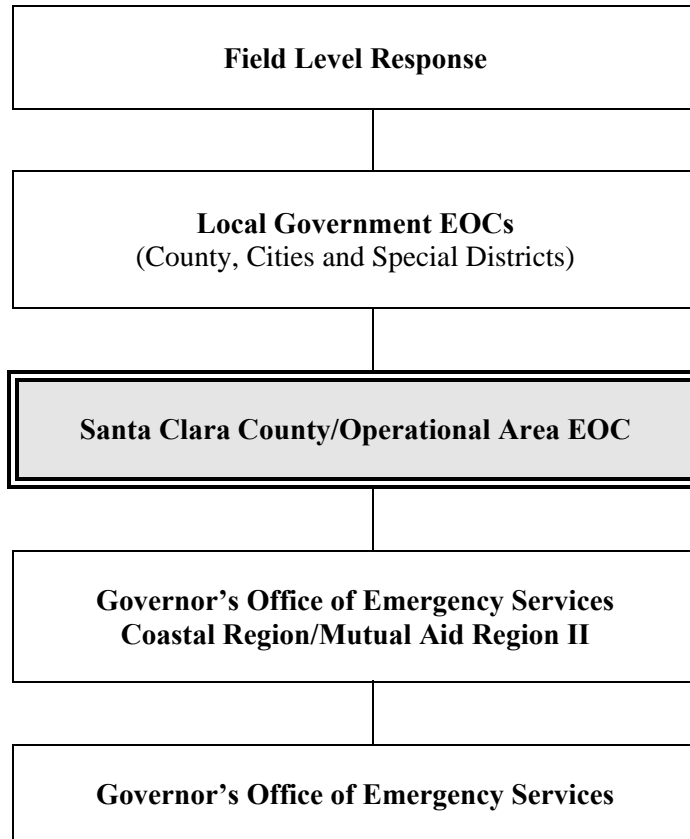 Field Level Response
Local Government EOCs
(County, Cities and Special Districts)
Santa Clara County/Operational Area EOC
Governor’s Office of Emergency Services
Coastal Region/Mutual Aid Region II
Governor’s Office of Emergency Services